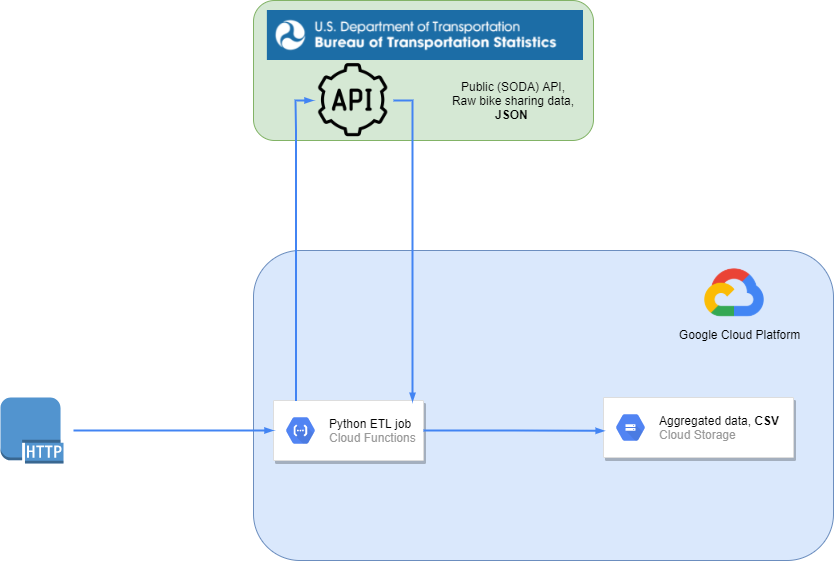 U.S. Department of Transportation
Bureau of Transportation Statistics
API
Public (SODA) API,
Raw bike sharing data,
JSON
Google Cloud Platform
HTTP
Python ETL job
Cloud Functions
{···}
Aggregated data, CSV
Cloud Storage